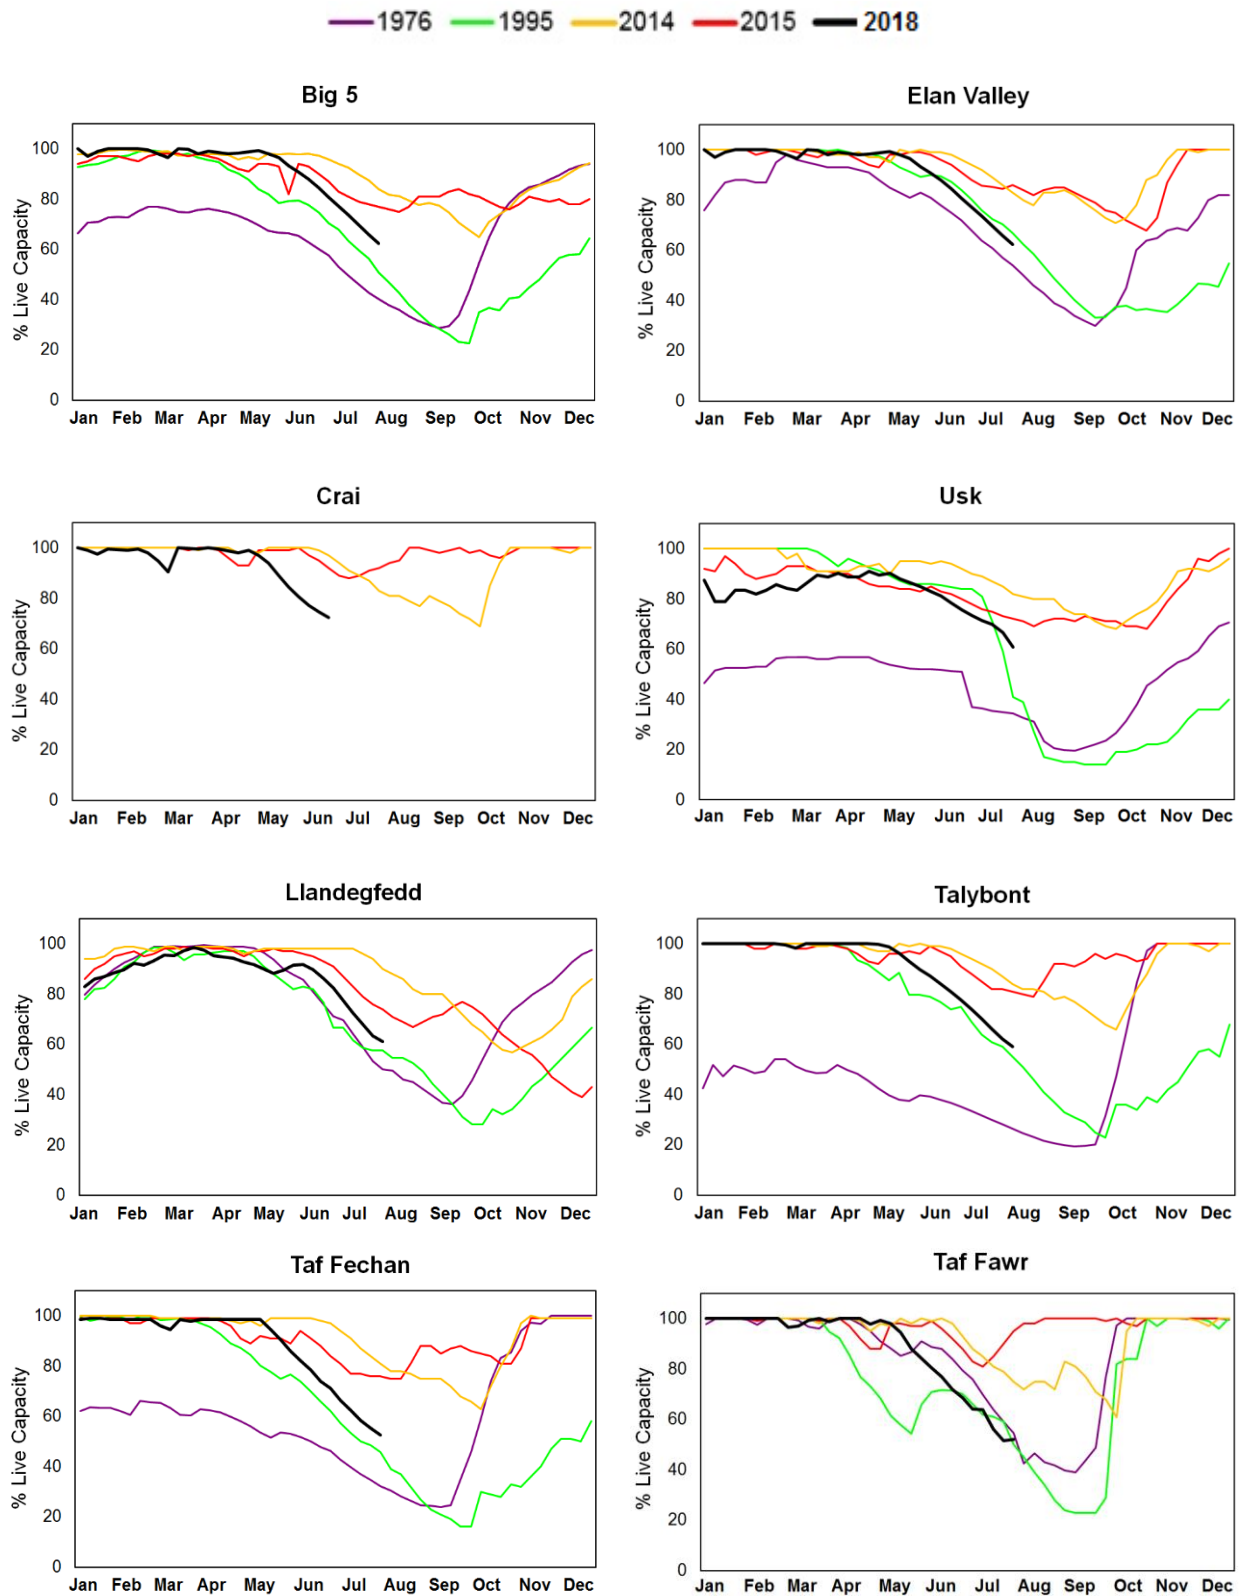 1976 1995 2014 2015 2018
Big 5
% Live Capacity
100
80
60
40
20
0
Jan Feb Mar Apr May Jun Jul Aug Sep Oct Nov Dec
Elan Valley
% Live Capacity
100
80
60
40
20
0
Jan Feb Mar Apr May Jun Jul Aug Sep Oct Nov Dec
Crai
% Live Capacity
100
80
60
40
20
0
Jan Feb Mar Apr May Jun Jul Aug Sep Oct Nov Dec
Usk
% Live Capacity
100
80
60
40
20
0
Jan Feb Mar Apr May Jun Jul Aug Sep Oct Nov Dec
Llandegfedd
% Live Capacity
100
80
60
40
20
0
Jan Feb Mar Apr May Jun Jul Aug Sep Oct Nov Dec
Talybont
% Live Capacity
100
80
60
40
20
0
Jan Feb Mar Apr May Jun Jul Aug Sep Oct Nov Dec
Taf Fechan
% Live Capacity
100
80
60
40
20
0
Jan Feb Mar Apr May Jun Jul Aug Sep Oct Nov Dec
Taf Fawr
% Live Capacity
100
80
60
40
20
0
Jan Feb Mar Apr May Jun Jul Aug Sep Oct Nov Dec